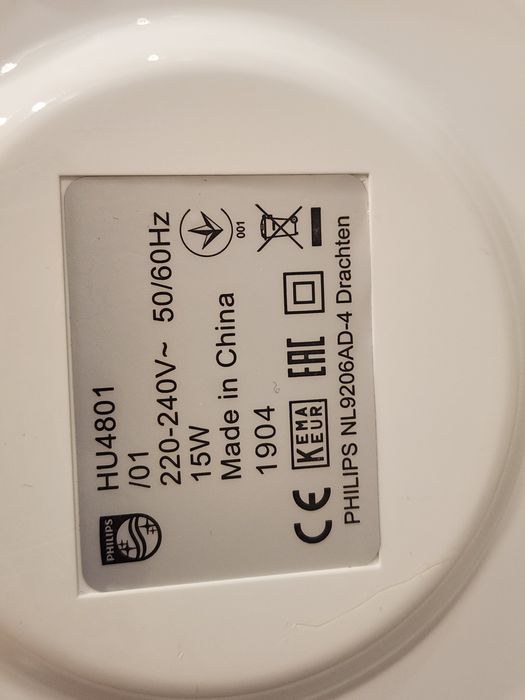 PHILIPS
HU4801
/01
220-240V~ 50/60Hz
15W
Made in China
1904
001
CE KEMA KEUR EAC
PHILIPS NL9206AD-4 Drachten